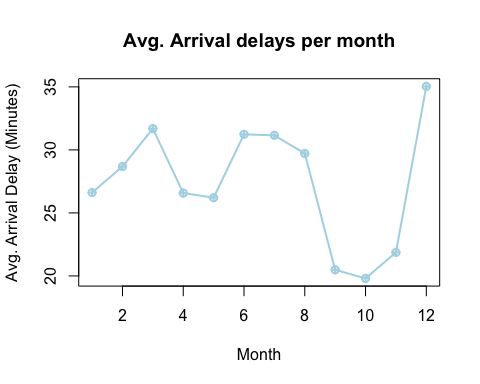 Avg. Arrival delays per month
Avg. Arrival Delay (Minutes)
35
30
25
20
2 4 6 8 10 12
Month